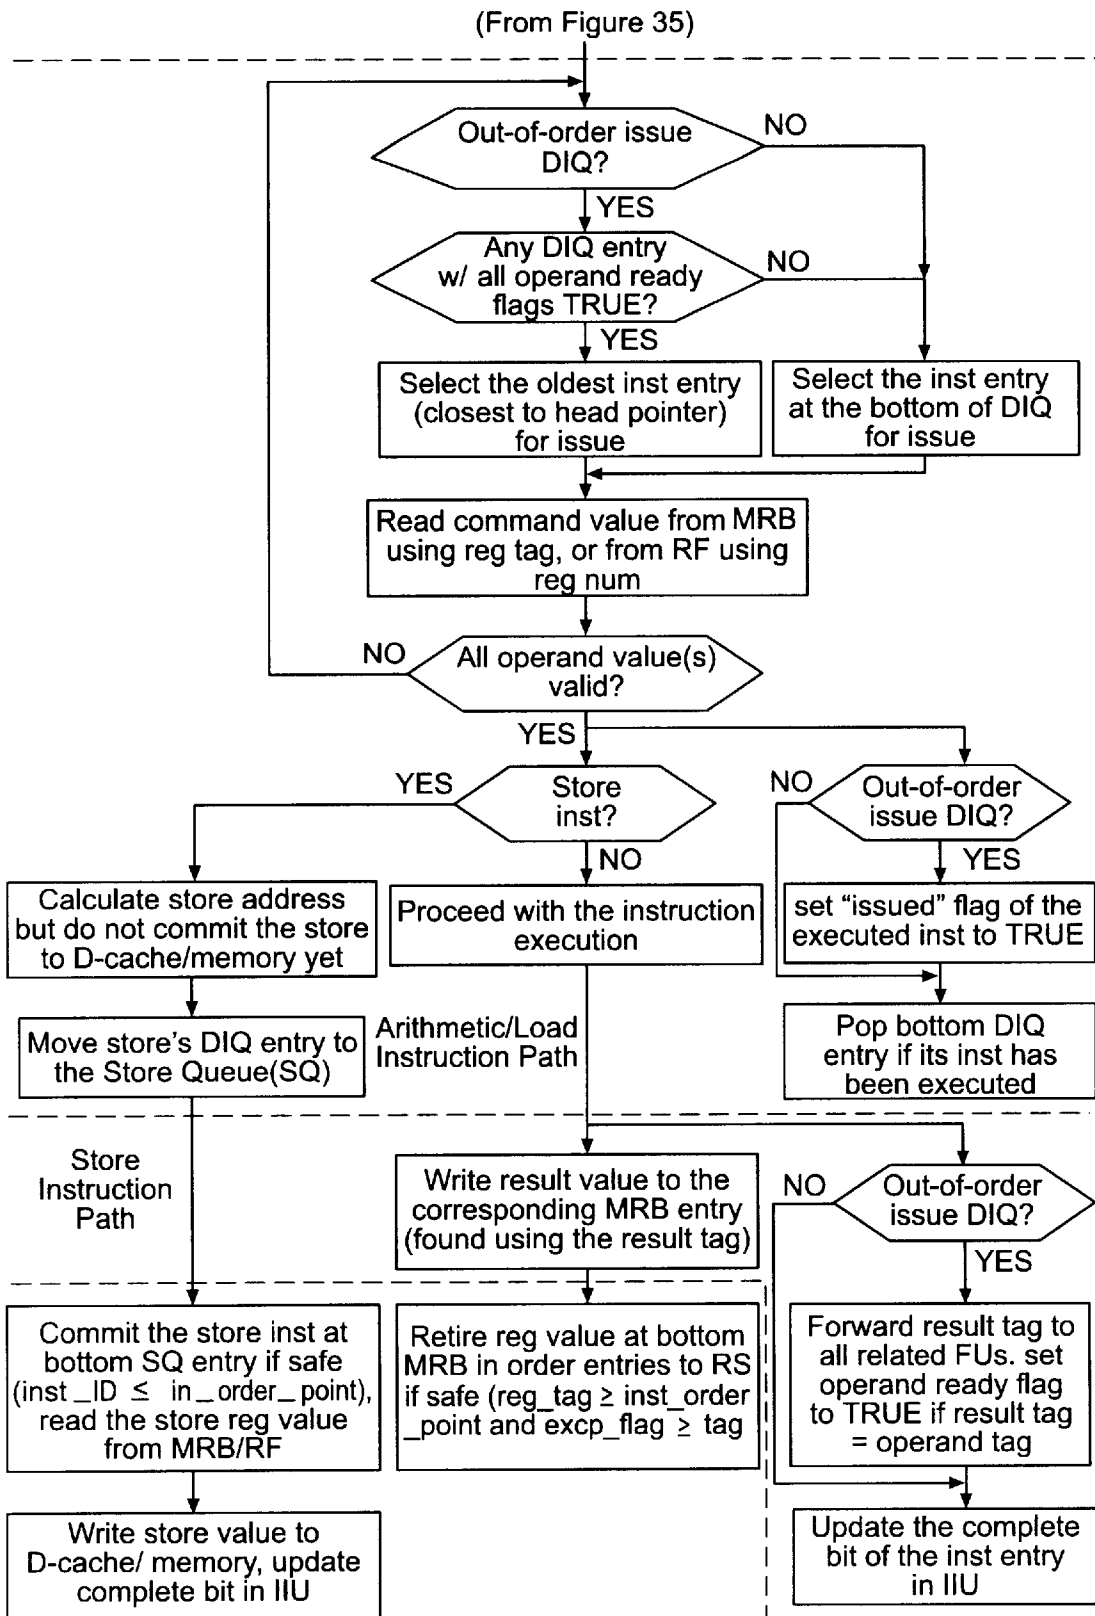 (From Figure 35)
Out-of-order issue
DIQ?
NO
YES
Any DIQ entry
w/ all operand ready
flags TRUE?
NO
YES
Select the oldest inst entry
(closest to head pointer)
for issue
Select the inst entry
at the bottom of DIQ
for issue
Read command value from MRB
using reg tag, or from RF using
reg num
NO
All operand value(s)
valid?
YES
YES
Store
inst?
NO
NO
Out-of-order
issue DIQ?
YES
Calculate store address
but do not commit the store
to D-cache/memory yet
Proceed with the instruction
execution
set “issued” flag of the
executed inst to TRUE
Move store's DIQ entry to
the Store Queue(SQ)
Arithmetic/Load
Instruction Path
Pop bottom DIQ
entry if its inst has
been executed
Store
Instruction
Path
Write result value to the
corresponding MRB entry
(found using the result tag)
NO
Out-of-order
issue DIQ?
YES
Commit the store inst at
bottom SQ entry if safe
(inst_ID ≤ in_order_point),
read the store reg value
from MRB/RF
Retire reg value at bottom
MRB in order entries to RS
if safe (reg_tag ≥ inst_order
_point and excp_flag ≥ tag
Forward result tag to
all related FUs. set
operand ready flag
to TRUE if result tag
= operand tag
Write store value to
D-cache/ memory, update
complete bit in IIU
Update the complete
bit of the inst entry
in IIU